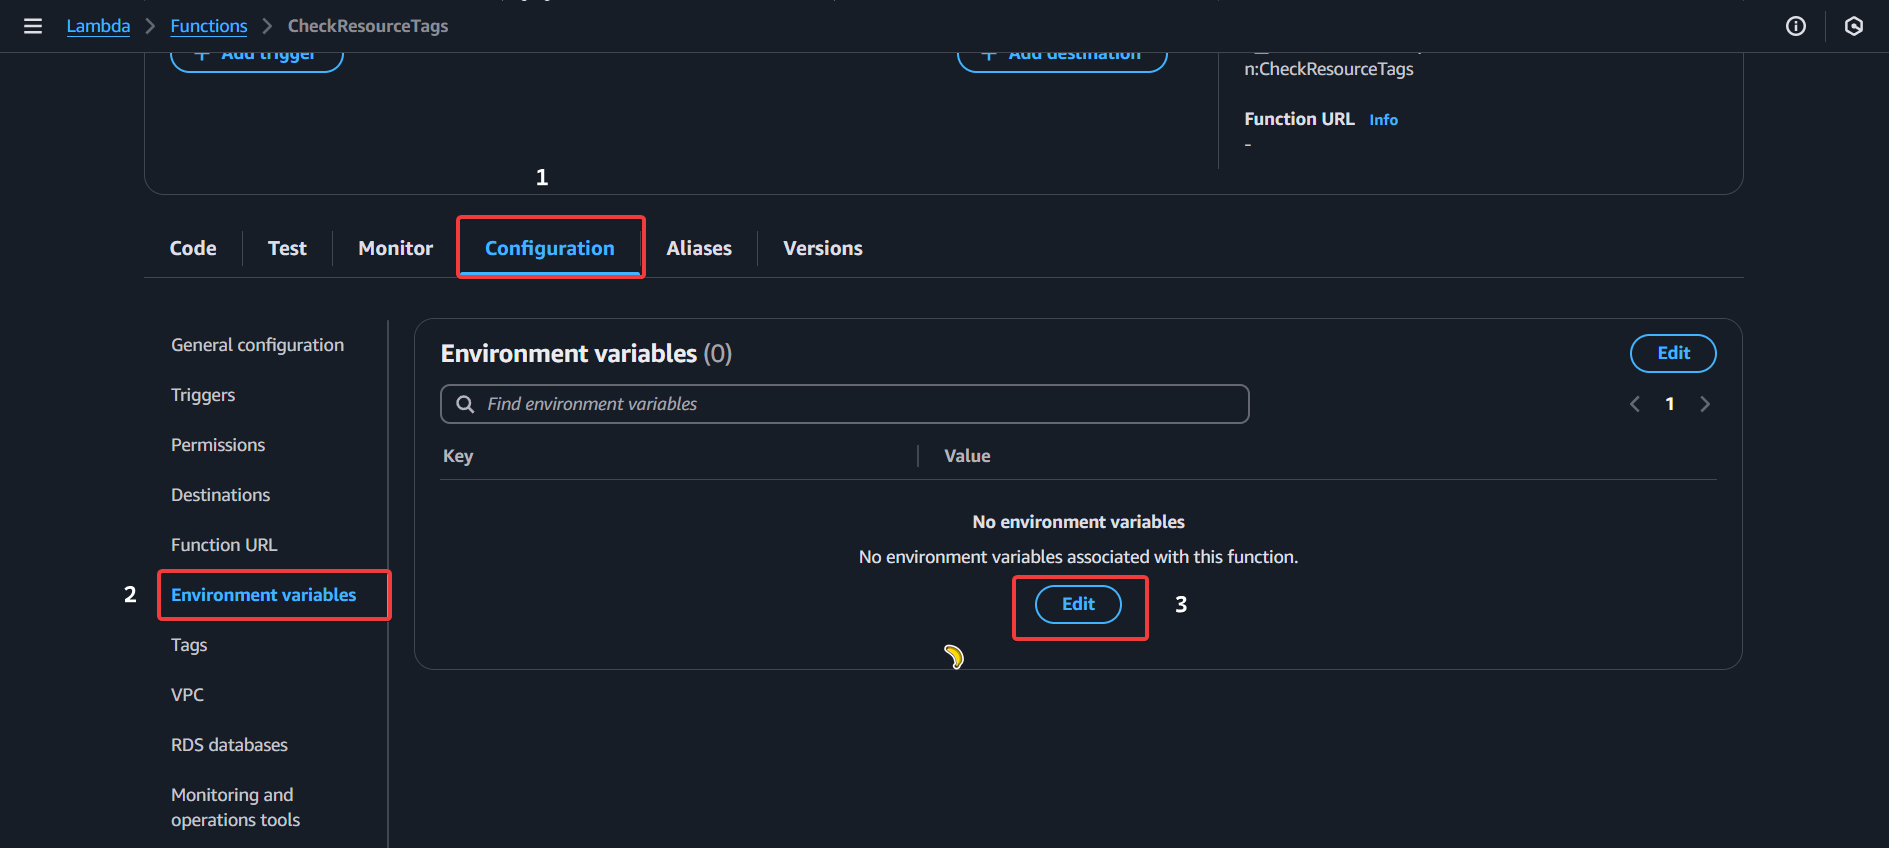 Lambda > Functions > CheckResourceTags
+ Add trigger
+ Add destination
n:CheckResourceTags
Function URL Info
-
1
Code Test Monitor Configuration Aliases Versions
General configuration
Triggers
Permissions
Destinations
Function URL
2 Environment variables
Tags
VPC
RDS databases
Monitoring and
operations tools
Environment variables (0)
Edit
Find environment variables
< 1 >
Key Value
No environment variables
No environment variables associated with this function.
Edit 3